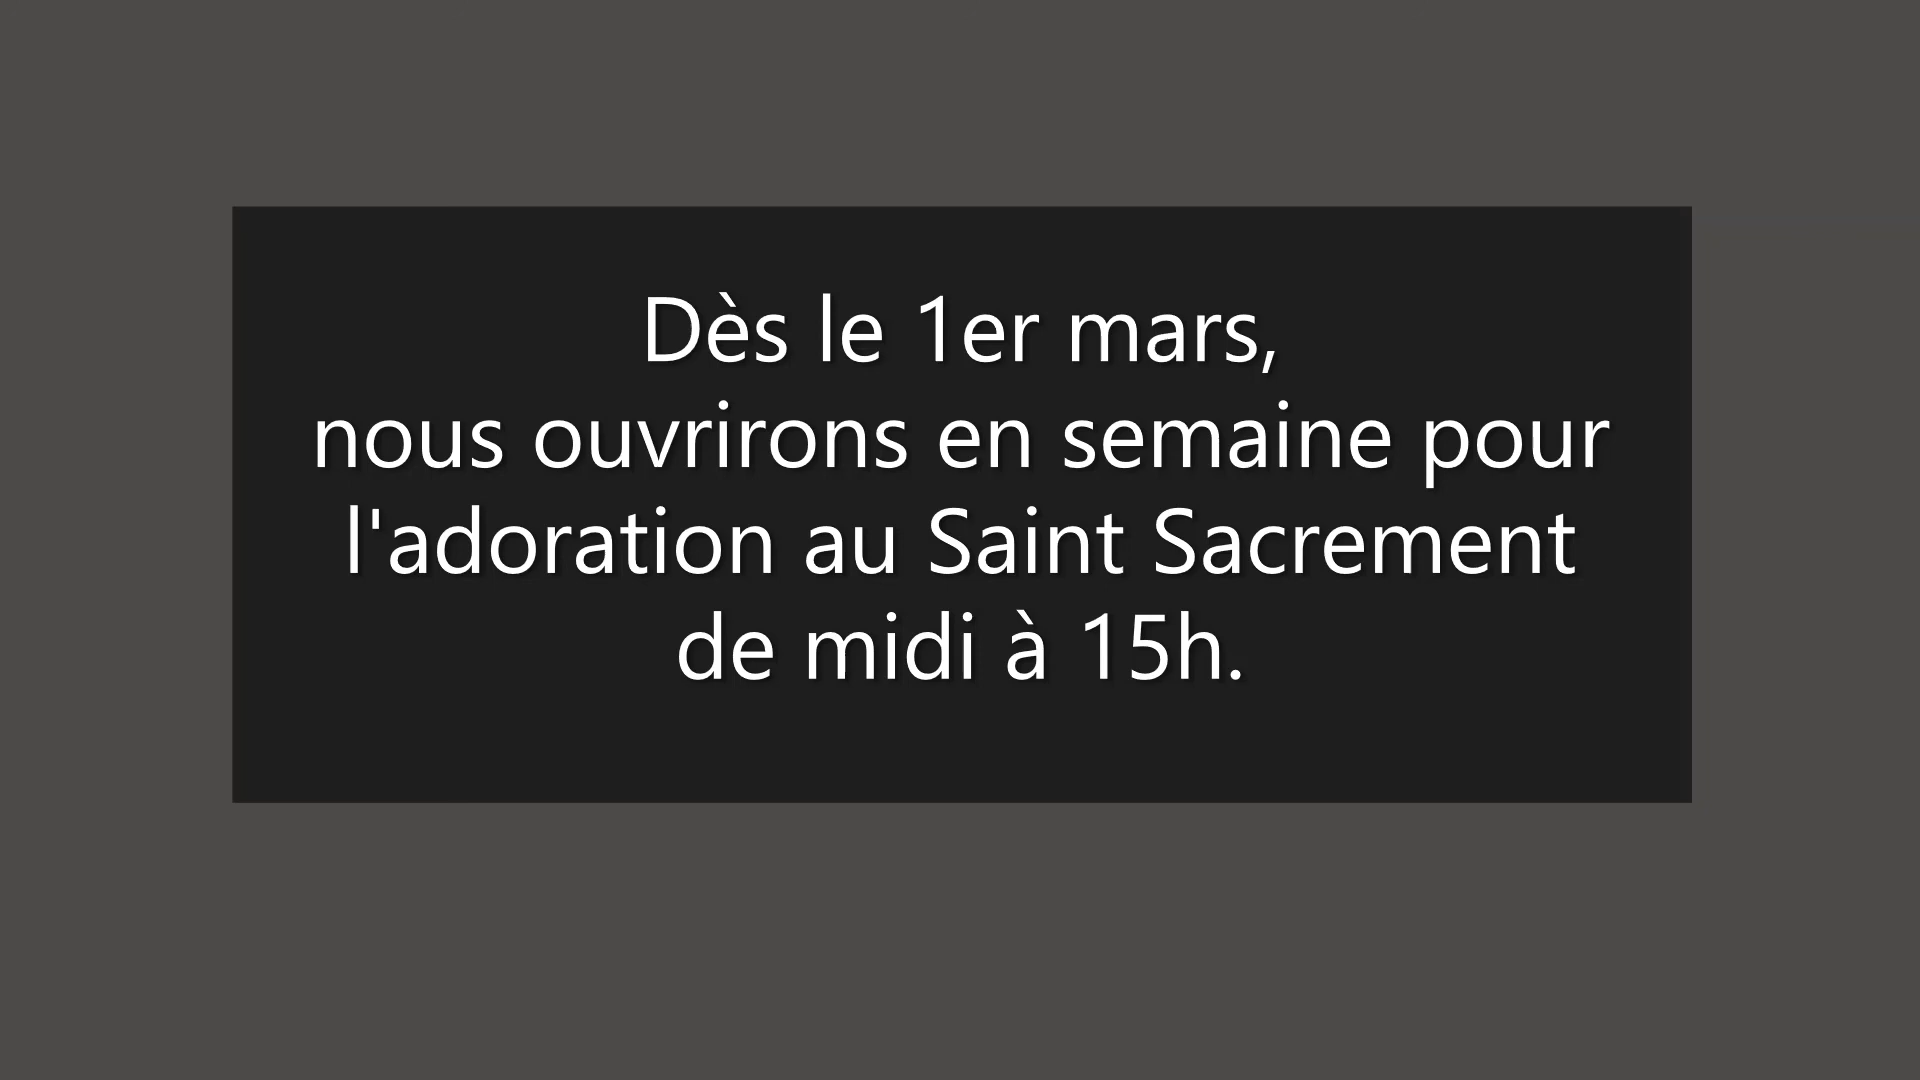 Dès le 1er mars,
nous ouvrirons en semaine pour
l'adoration au Saint Sacrement
de midi à 15h.